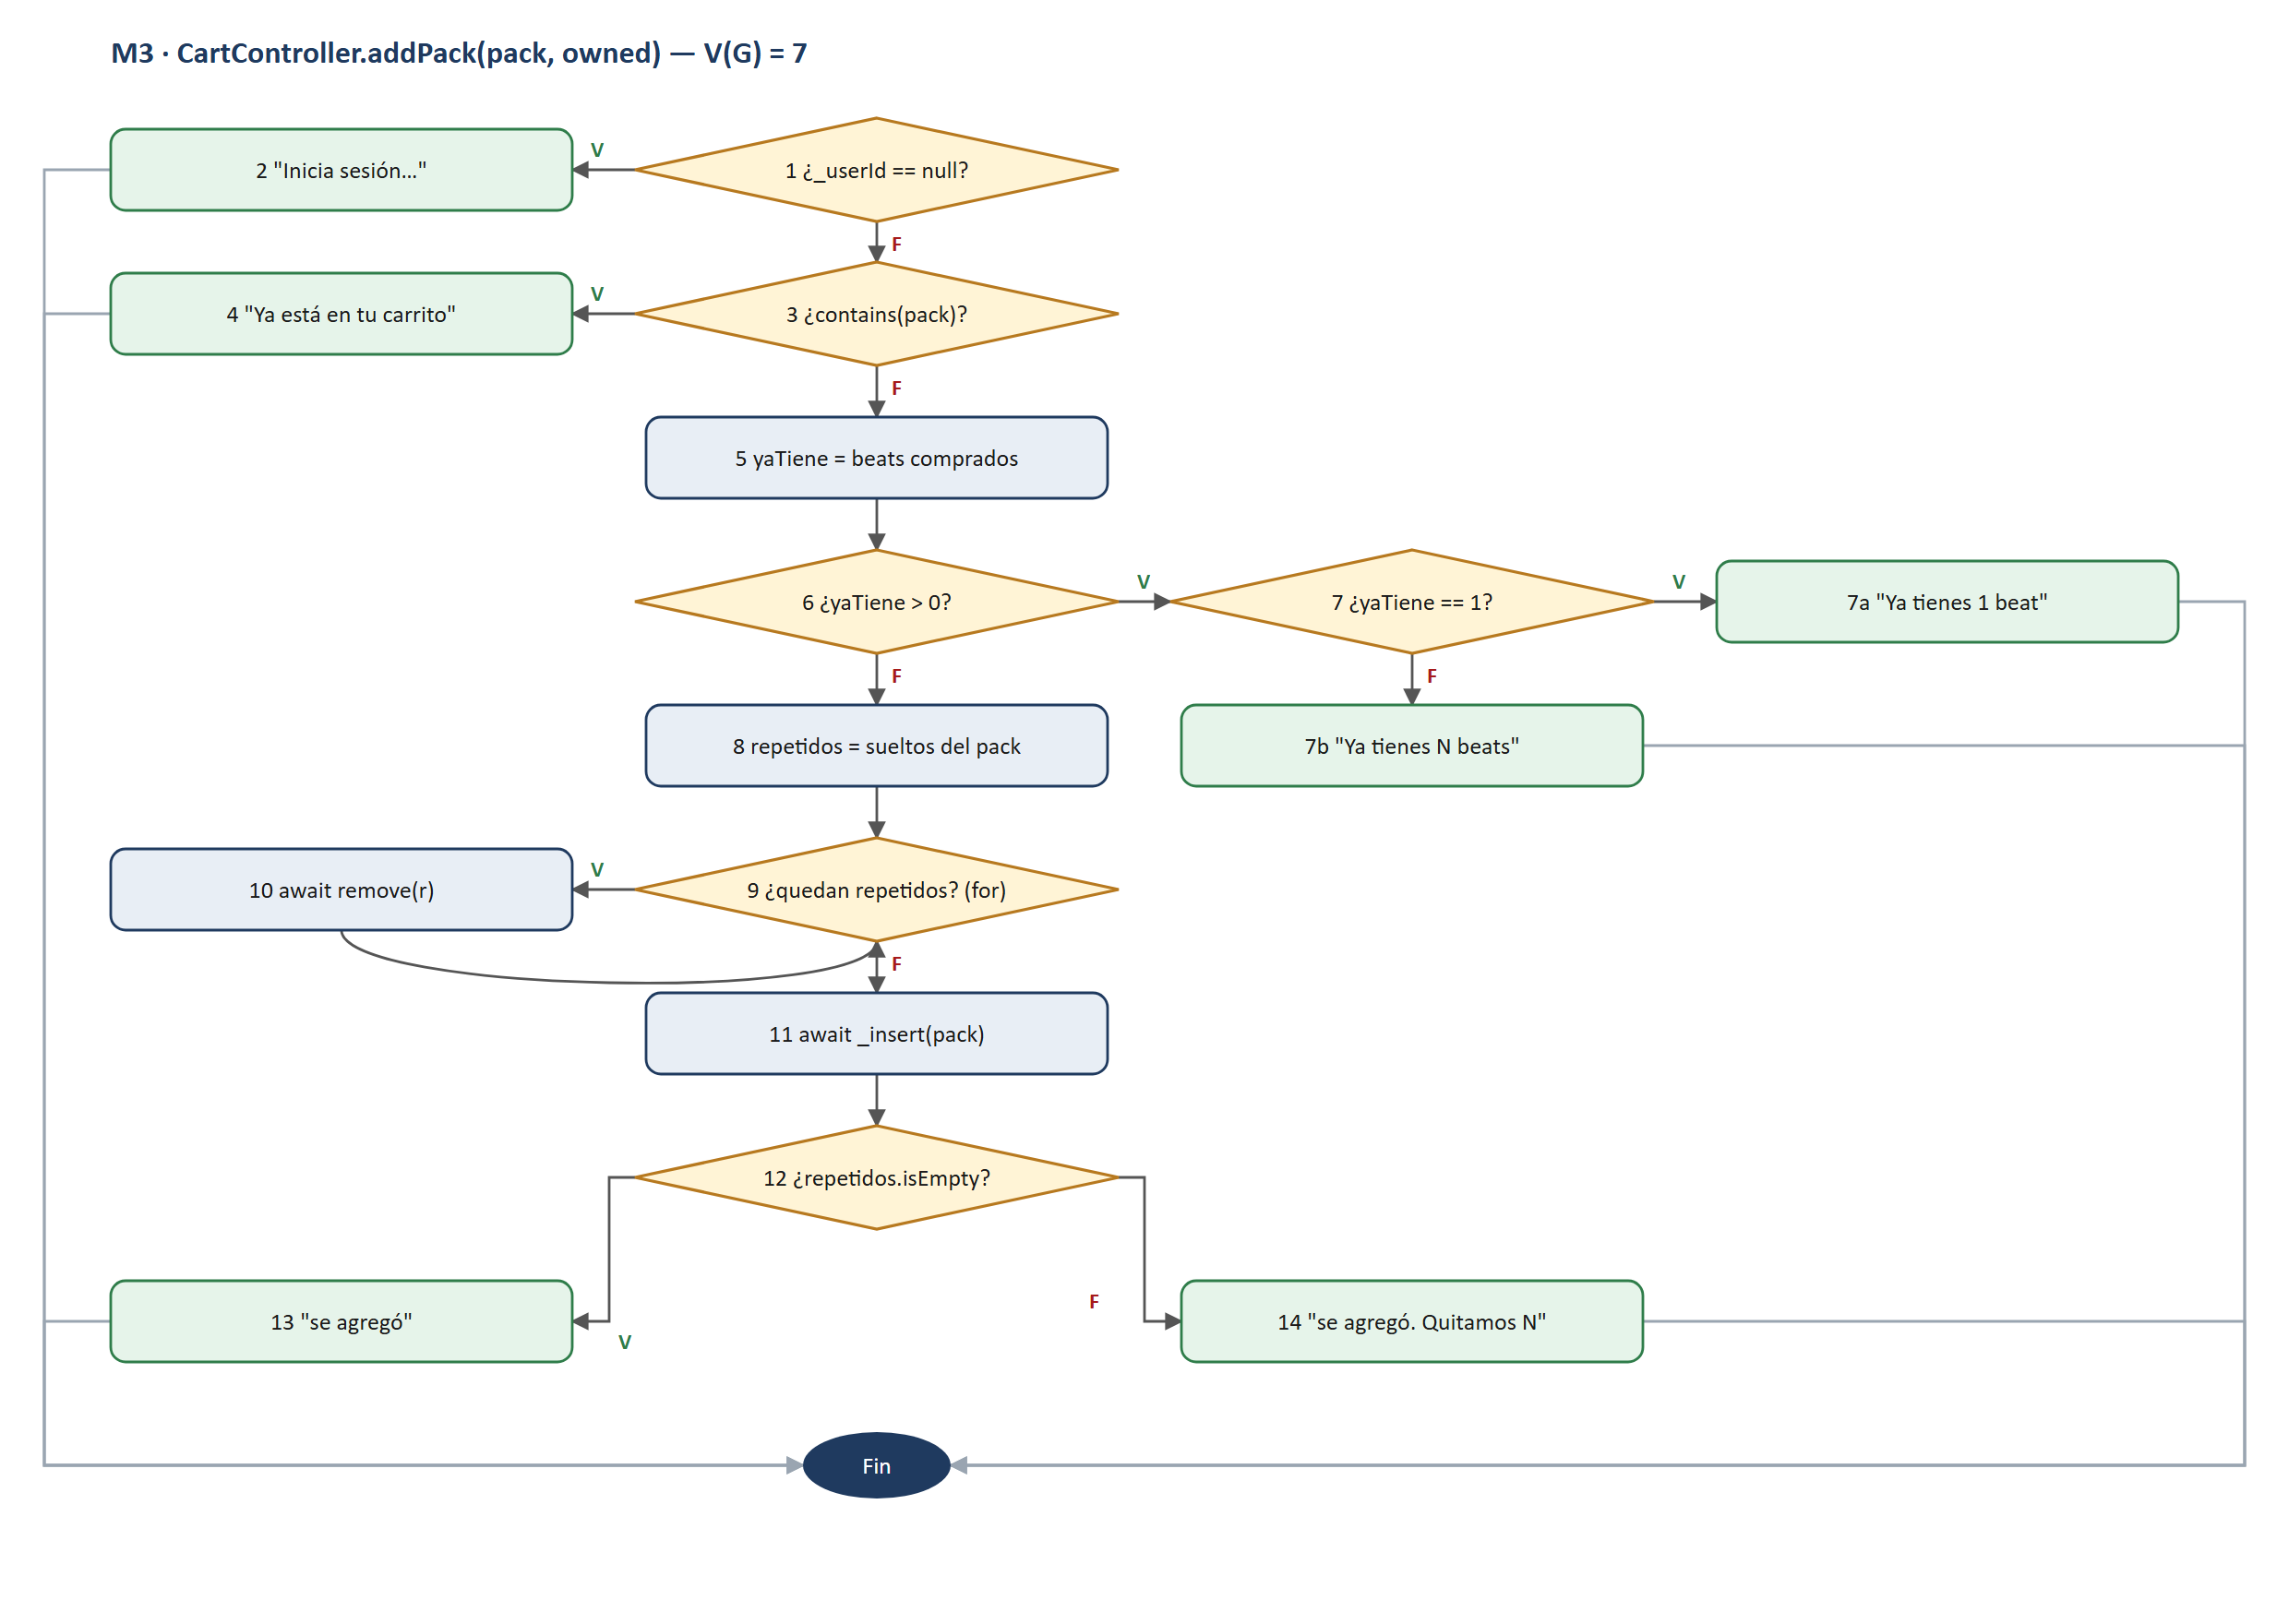 M3 · CartController.addPack(pack, owned) — V(G) = 7
2 "Inicia sesión..."
V
1 ¿_userId == null?
F
4 "Ya está en tu carrito"
V
3 ¿contains(pack)?
F
5 yaTiene = beats comprados
6 ¿yaTiene > 0?
V
7 ¿yaTiene == 1?
V
7a "Ya tienes 1 beat"
F
F
8 repetidos = sueltos del pack
7b "Ya tienes N beats"
10 await remove(r)
V
9 ¿quedan repetidos? (for)
F
11 await _insert(pack)
12 ¿repetidos.isEmpty?
13 "se agregó"
V
F
14 "se agregó. Quitamos N"
Fin